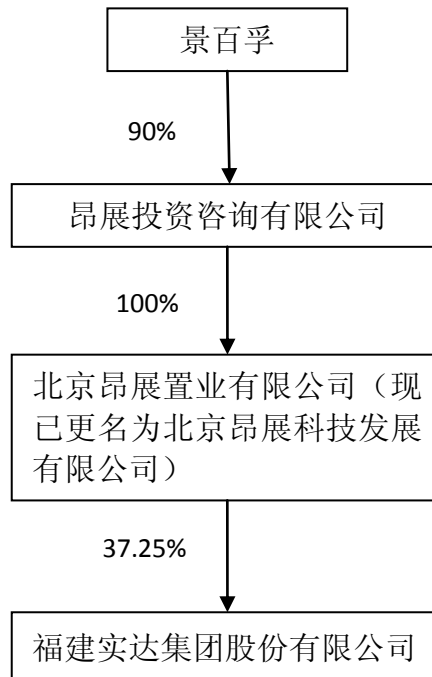 景百孚
90%
昂展投资咨询有限公司
100%
北京昂展置业有限公司（现
已更名为北京昂展科技发展
有限公司）
37.25%
福建实达集团股份有限公司